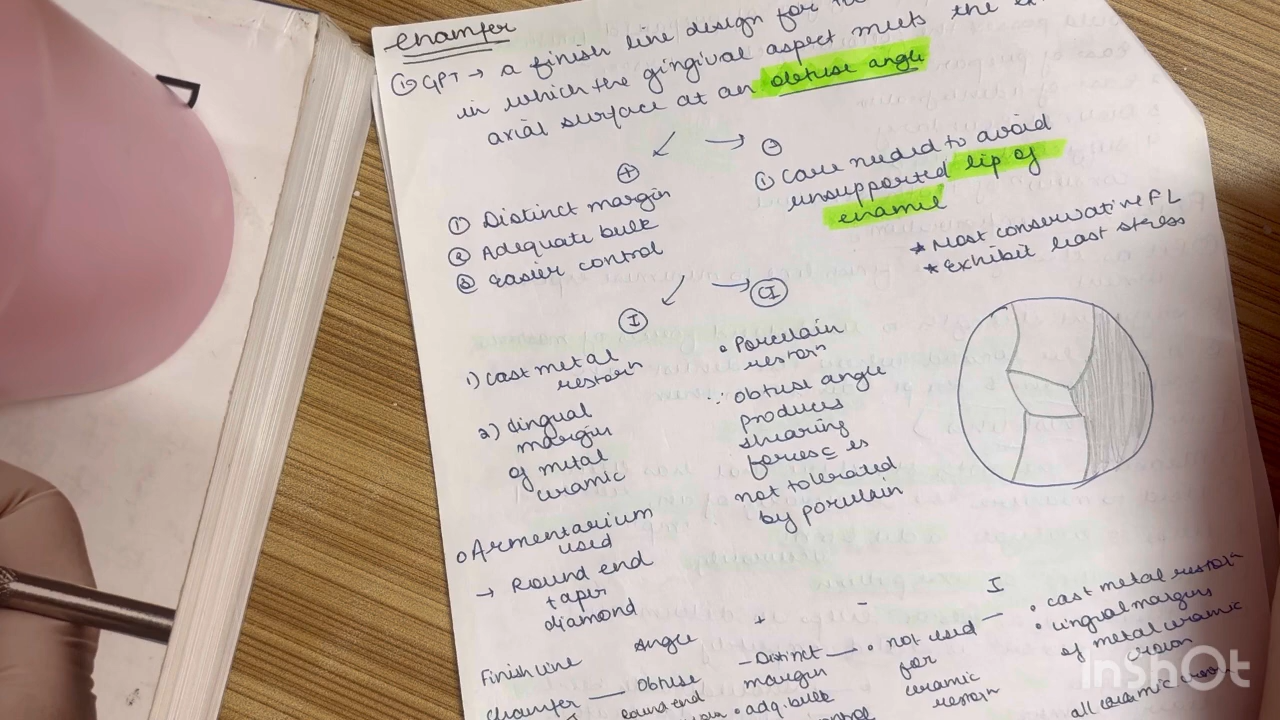 chamfer
① GPT → a finish line design for
in which the gingival aspect meets the
axial surface at an obtuse angle
⊕
① Distinct margin
② Adequate bulk
③ easier control
⊖
① Care needed to avoid
unsupported lip of
enamel
* Most conservative FL
* Exhibit least stress
I
1) cast metal
restorn
2) lingual
margin
of metal
ceramic
CI
• Porcelain
restorn
∵ obtuse angle
produces
shearing
forces c̄ is
not tolerated
by porcelain
o Armentarium
used
→ Round end
taper
diamond
Finish line
Angle
+
-
I
chamfer — Obtuse
round end
- Distinct
margin
• adq. bulk
control
• not used
for
ceramic
restorn
• cast metal restorn
• lingual margins
of metal ceramic
crown
all ceramic
InShOt